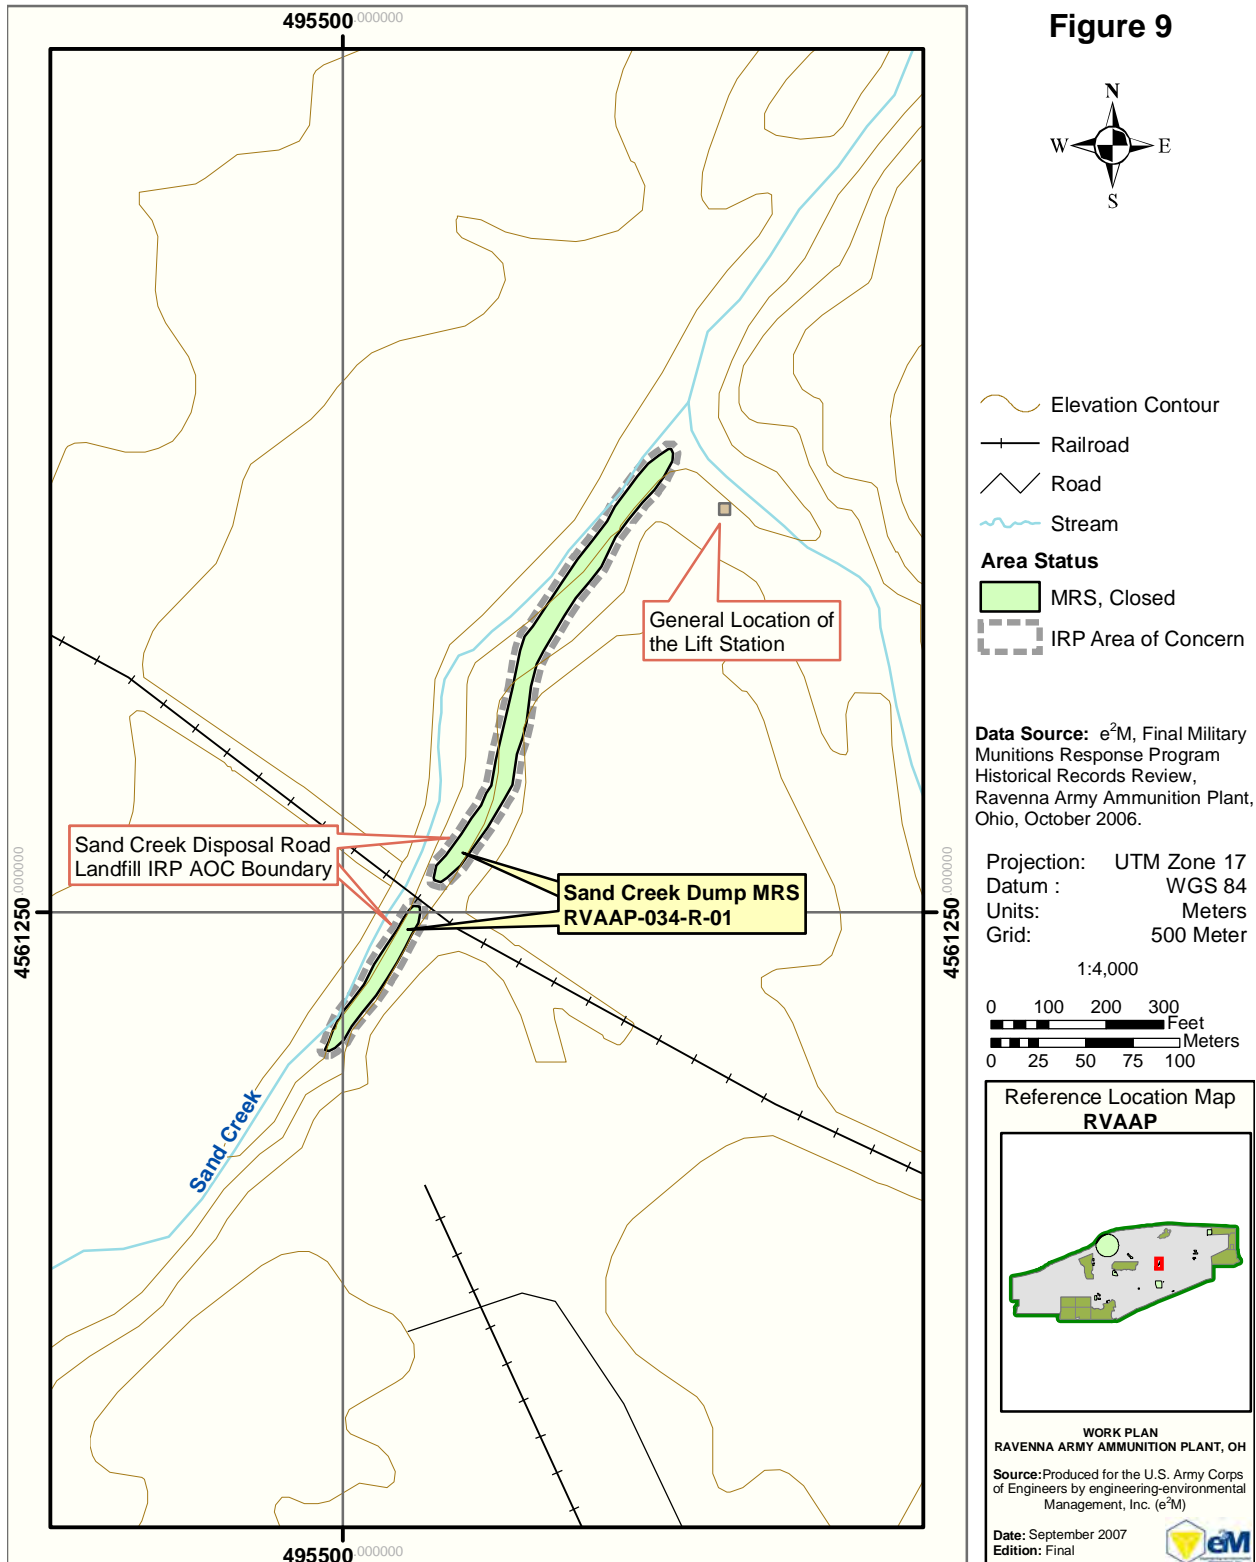 Figure 9
495500.000000
N
W
E
S
Elevation Contour
Railroad
Road
Stream
Area Status
MRS, Closed
IRP Area of Concern
General Location of
the Lift Station
Data Source: e2M, Final Military
Munitions Response Program
Historical Records Review,
Ravenna Army Ammunition Plant,
Ohio, October 2006.
Sand Creek Disposal Road
Landfill IRP AOC Boundary
Sand Creek Dump MRS
RVAAP-034-R-01
4561250.000000
4561250.000000
Projection: UTM Zone 17
Datum : WGS 84
Units: Meters
Grid: 500 Meter
1:4,000
0 100 200 300
Feet
Meters
0 25 50 75 100
Sand Creek
Reference Location Map
RVAAP
WORK PLAN
RAVENNA ARMY AMMUNITION PLANT, OH
Source:Produced for the U.S. Army Corps
of Engineers by engineering-environmental
Management, Inc. (e2M)
Date: September 2007
Edition: Final
e2M
495500.000000